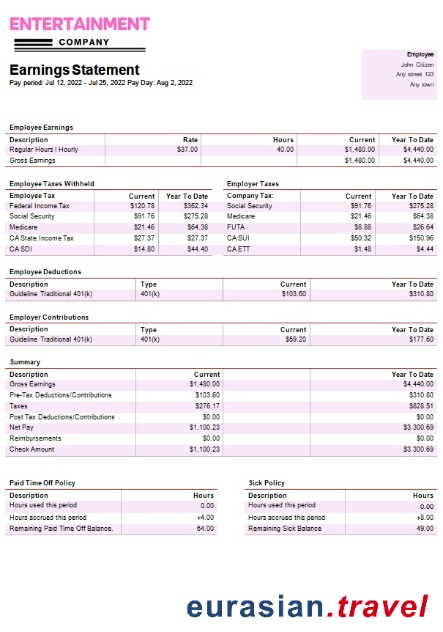 ENTERTAINMENT
COMPANY
Earnings Statement
Pay period: Jul 12, 2022 - Jul 25, 2022 Pay Day: Aug 2, 2022
Employee
John Citizen
Any street 123
Any town
Employee Earnings
Description Rate Hours Current Year To Date
Regular Hours | Hourly $37.00 40.00 $1,480.00 $4,440.00
Gross Earnings $1,480.00 $4,440.00
Employee Taxes Withheld Employer Taxes
Employee Tax Current Year To Date Company Tax: Current Year To Date
Federal Income Tax $120.78 $362.34 Social Security $91.76 $275.28
Social Security $91.76 $275.28 Medicare $21.46 $64.38
Medicare $21.46 $64.38 FUTA $8.88 $26.64
CA State Income Tax $27.37 $27.37 CA SUI $50.32 $150.96
CA SDI $14.80 $44.40 CA ETT $1.48 $4.44
Employee Deductions
Description Type Current Year To Date
Guideline Traditional 401(k) 401(k) $103.60 $310.80
Employer Contributions
Description Type Current Year To Date
Guideline Traditional 401(k) 401(k) $59.20 $177.60
Summary
Description Current Year To Date
Gross Earnings $1,480.00 $4,440.00
Pre-Tax Deductions/Contributions $103.60 $310.80
Taxes $276.17 $828.51
Post Tax Deductions/Contributions $0.00 $0.00
Net Pay $1,100.23 $3,300.69
Reimbursements $0.00 $0.00
Check Amount $1,100.23 $3,300.69
Paid Time Off Policy Sick Policy
Description Hours Description Hours
Hours used this period 0.00 Hours used this period 0.00
Hours accrued this period +4.00 Hours accrued this period +8.00
Remaining Paid Time Off Balance. 64.00 Remaining Sick Balance 49.00
eurasian.travel